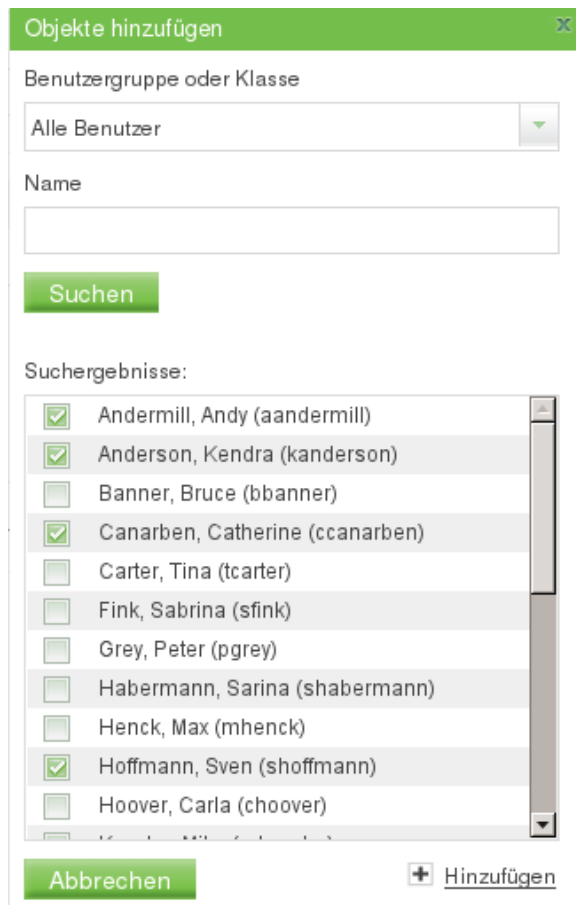 Objekte hinzufügen x
Benutzergruppe oder Klasse
Alle Benutzer
Name
Suchen
Suchergebnisse:
Andermill, Andy (aandermill)
Anderson, Kendra (kanderson)
Banner, Bruce (bbanner)
Canarben, Catherine (ccanarben)
Carter, Tina (tcarter)
Fink, Sabrina (sfink)
Grey, Peter (pgrey)
Habermann, Sarina (shabermann)
Henck, Max (mhenck)
Hoffmann, Sven (shoffmann)
Hoover, Carla (choover)
Abbrechen
Hinzufügen